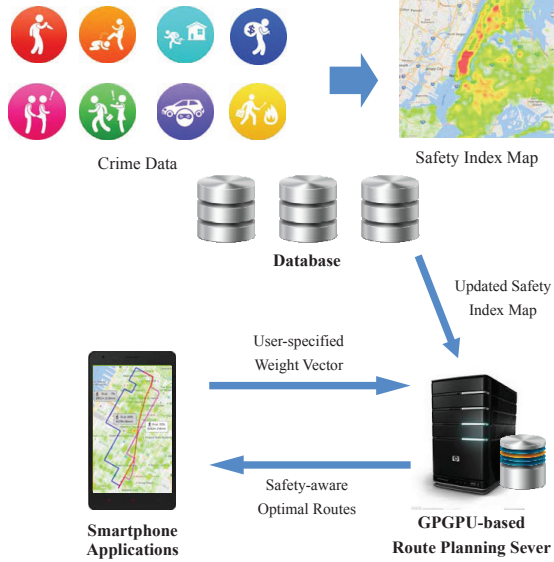 Crime Data
Safety Index Map
Database
Updated Safety
Index Map
User-specified
Weight Vector
Safety-aware
Optimal Routes
Smartphone
Applications
GPGPU-based
Route Planning Sever